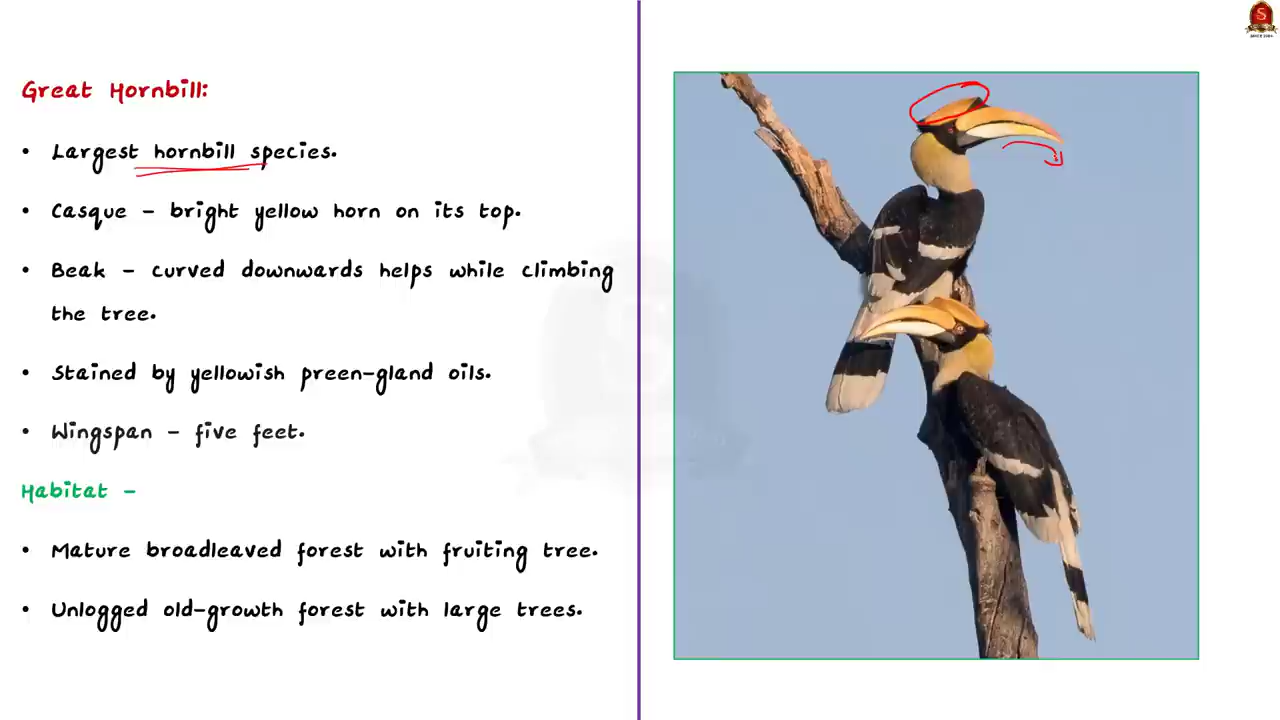 Great Hornbill:
• Largest hornbill species.
• Casque – bright yellow horn on its top.
• Beak – curved downwards helps while climbing
the tree.
• Stained by yellowish preen-gland oils.
• Wingspan – five feet.
Habitat –
• Mature broadleaved forest with fruiting tree.
• Unlogged old-growth forest with large trees.